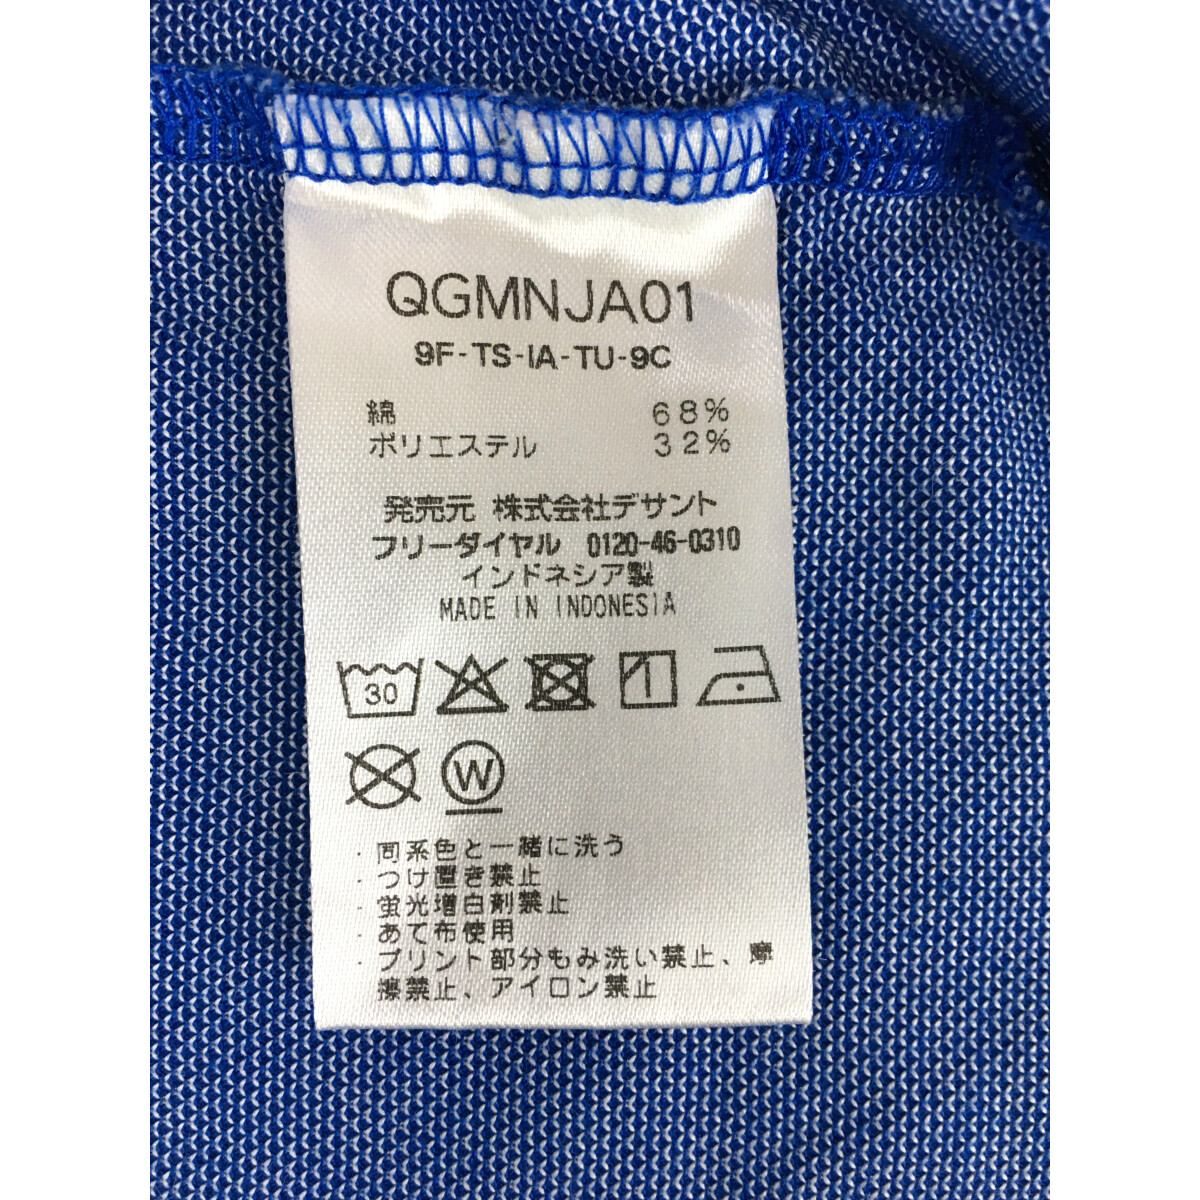 QGMNJA01
9F-TS-IA-TU-9C
綿 68%
ポリエステル 32%
発売元 株式会社デサント
フリーダイヤル 0120-46-0310
インドネシア製
MADE IN INDONESIA
30
W
・同系色と一緒に洗う
・つけ置き禁止
・蛍光増白剤禁止
・あて布使用
・プリント部分もみ洗い禁止、摩
擦禁止、アイロン禁止